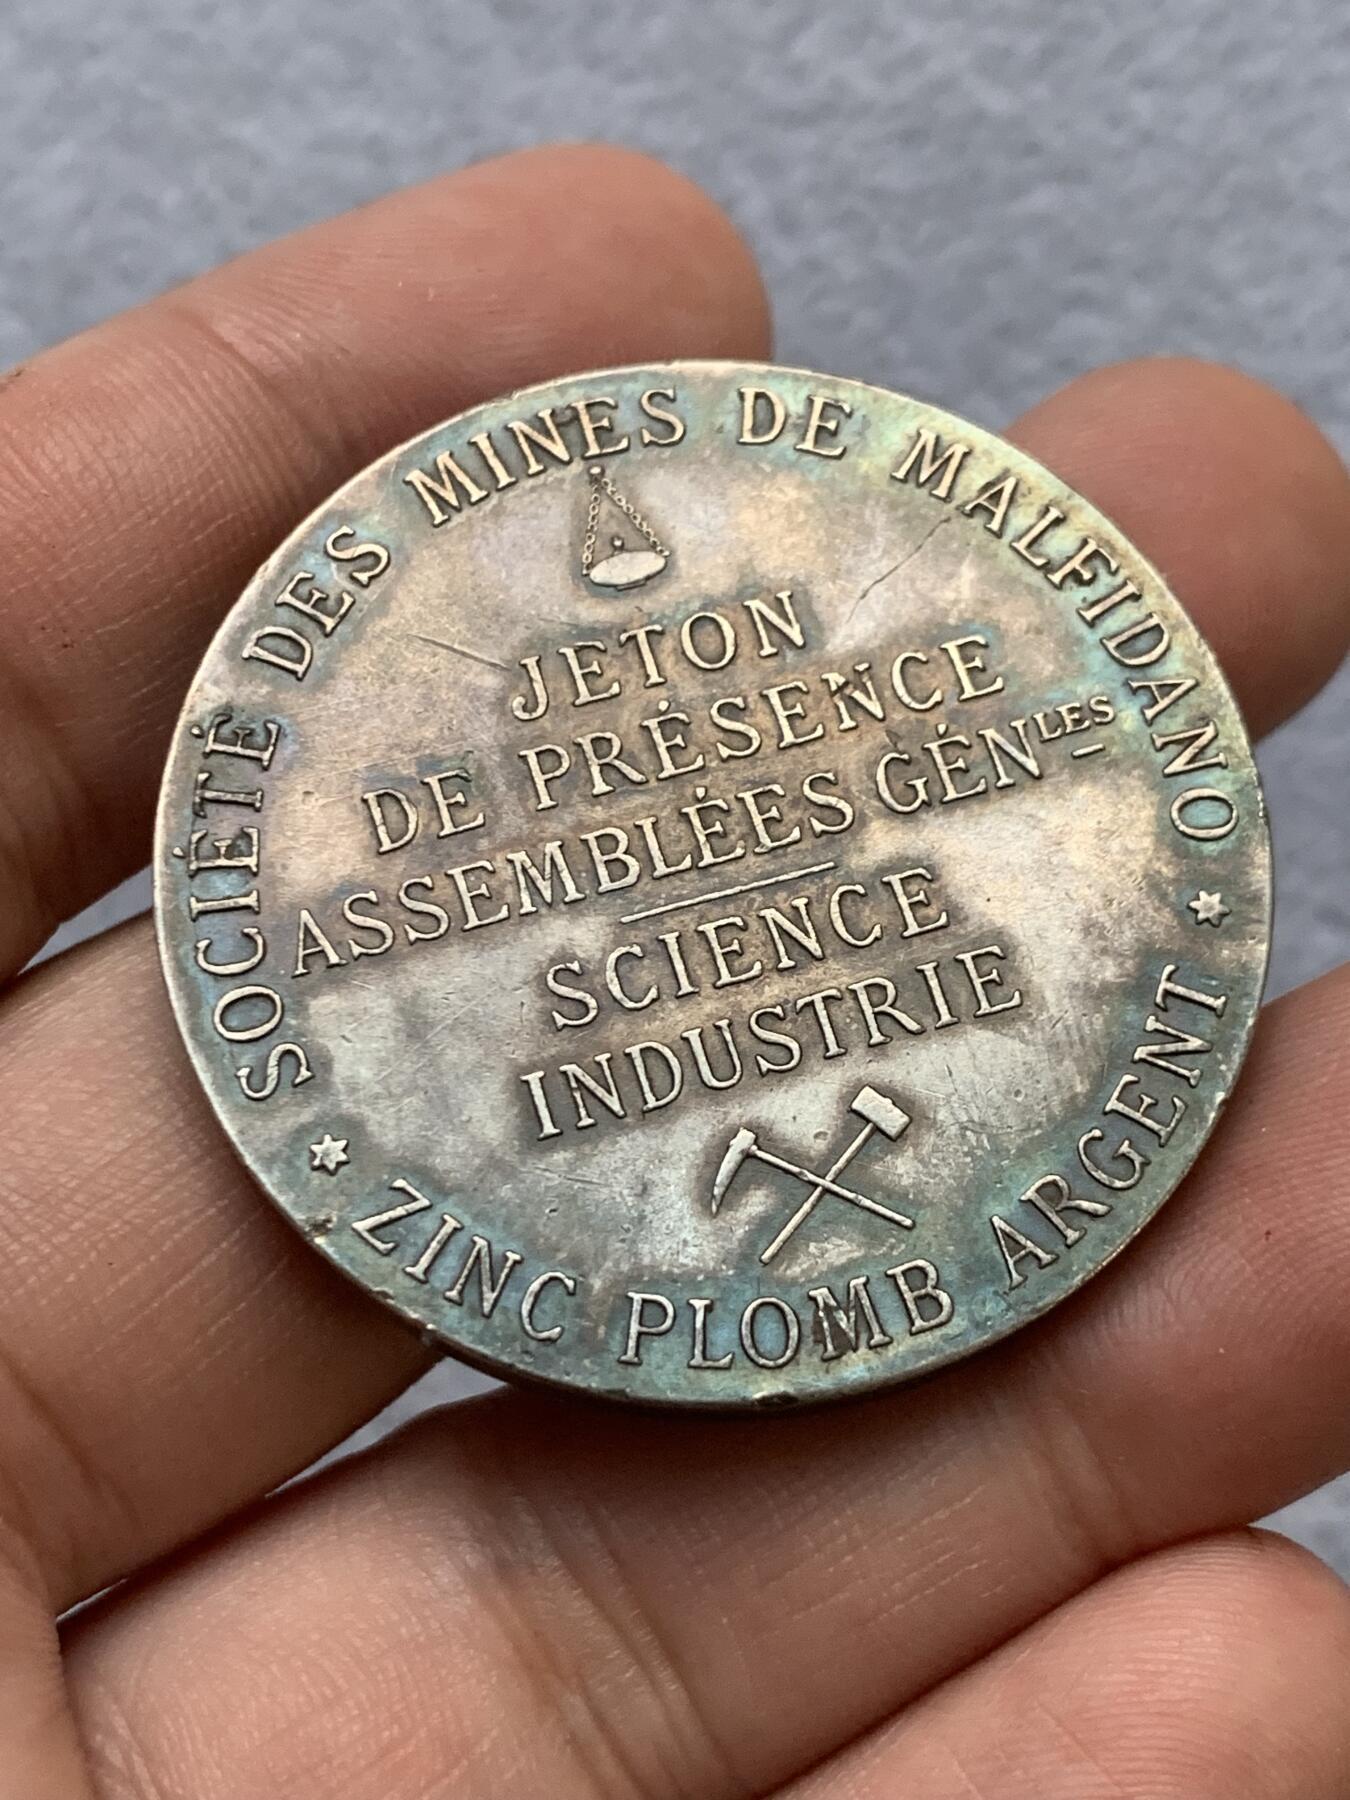 SOCIÉTÉ DES MINES DE MALFIDANO
JETON
DE PRÉSENCE
ASSEMBLÉES GÉNLES
SCIENCE
INDUSTRIE
ZINC PLOMB ARGENT